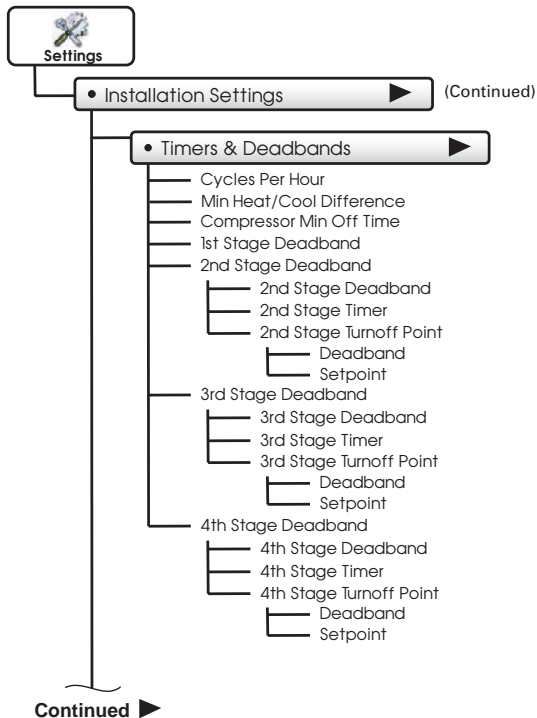 Settings
• Installation Settings ▶ (Continued)
• Timers & Deadbands ▶
Cycles Per Hour
Min Heat/Cool Difference
Compressor Min Off Time
1st Stage Deadband
2nd Stage Deadband
2nd Stage Deadband
2nd Stage Timer
2nd Stage Turnoff Point
Deadband
Setpoint
3rd Stage Deadband
3rd Stage Deadband
3rd Stage Timer
3rd Stage Turnoff Point
Deadband
Setpoint
4th Stage Deadband
4th Stage Deadband
4th Stage Timer
4th Stage Turnoff Point
Deadband
Setpoint
Continued ▶